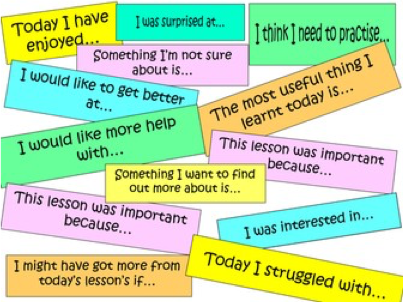 Today I have
enjoyed...
I was surprised at...
I think I need to practise...
Something I'm not sure
about is...
I would like to get better
at...
The most useful thing I
learnt today is...
I would like more help
with...
This lesson was important
because...
Something I want to find
out more about is...
This lesson was important
because...
I was interested in...
I might have got more from
today's lesson's if...
Today I struggled with...